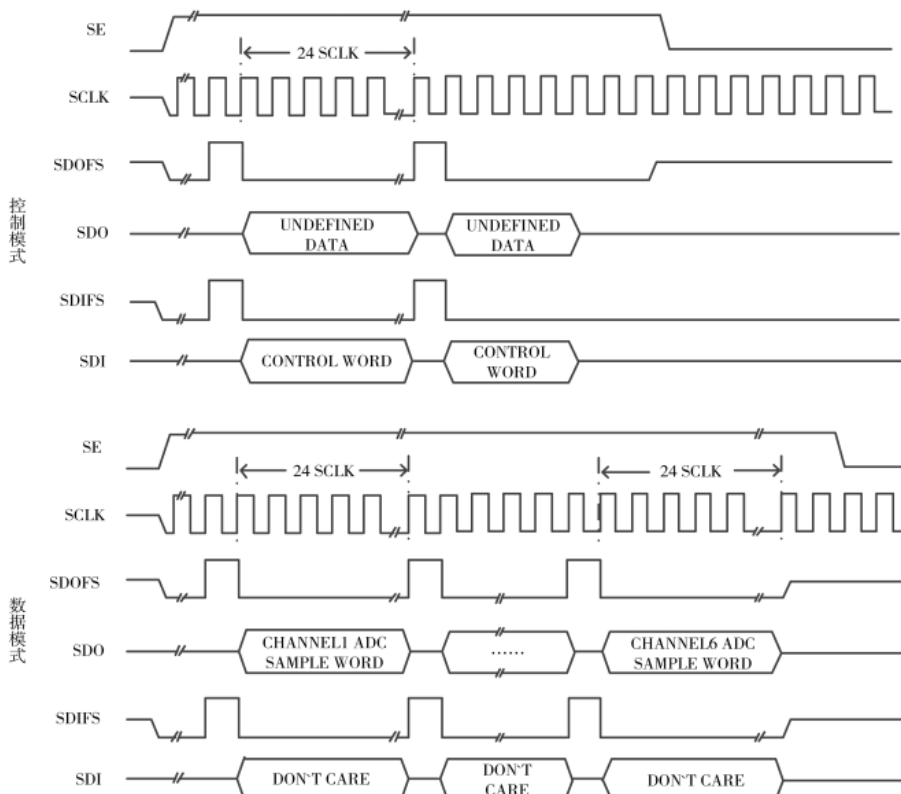 控制模式
SE
24 SCLK
SCLK
SDOFS
SDO
UNDEFINED
DATA
UNDEFINED
DATA
SDIFS
SDI
CONTROL WORD
CONTROL
WORD
数据模式
SE
24 SCLK
24 SCLK
SCLK
SDOFS
SDO
CHANNEL1 ADC
SAMPLE WORD
······
CHANNEL6 ADC
SAMPLE WORD
SDIFS
SDI
DON`T CARE
DON`T
CARE
DON`T CARE